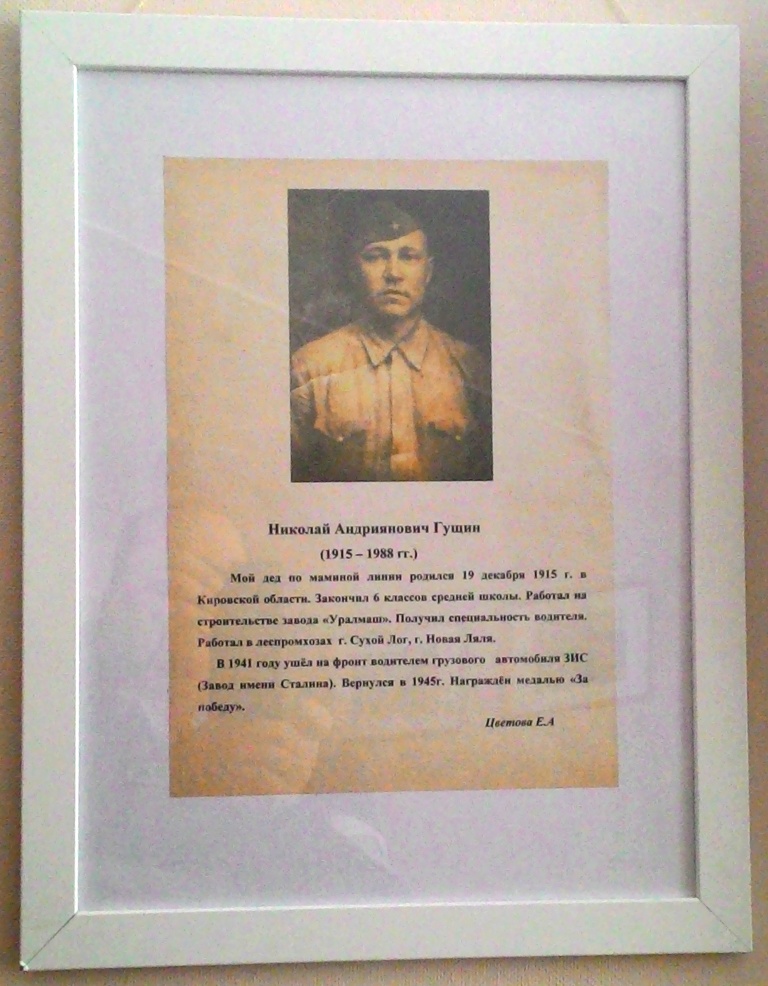 Николай Андриянович Гущин
(1915 – 1988 гг.)
Мой дед по маминой линии родился 19 декабря 1915 г. в
Кировской области. Закончил 6 классов средней школы. Работал на
строительстве завода «Уралмаш». Получил специальность водителя.
Работал в леспромхозах г. Сухой Лог, г. Новая Ляля.
В 1941 году ушёл на фронт водителем грузового автомобиля ЗИС
(Завод имени Сталина). Вернулся в 1945г. Награждён медалью «За
победу».
Цветова Е.А